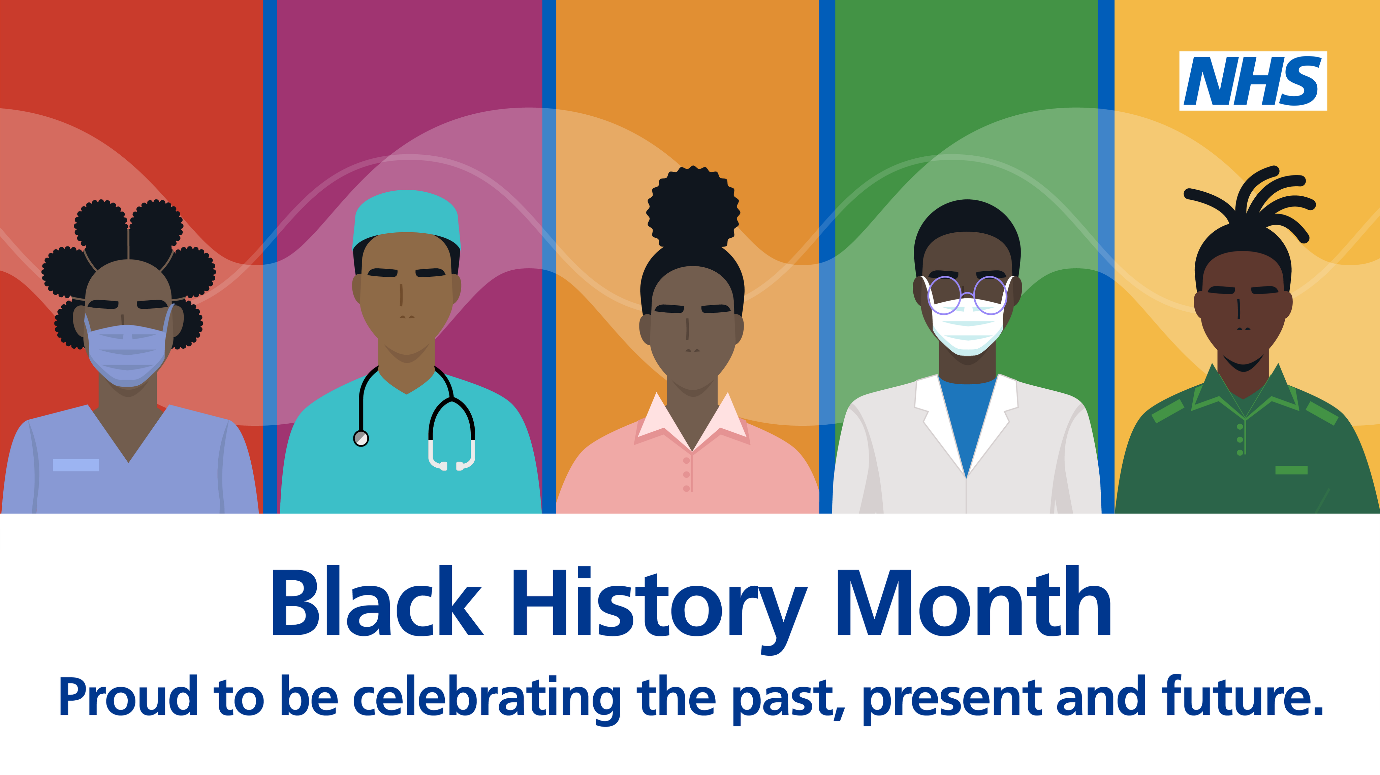 NHS
Black History Month
Proud to be celebrating the past, present and future.